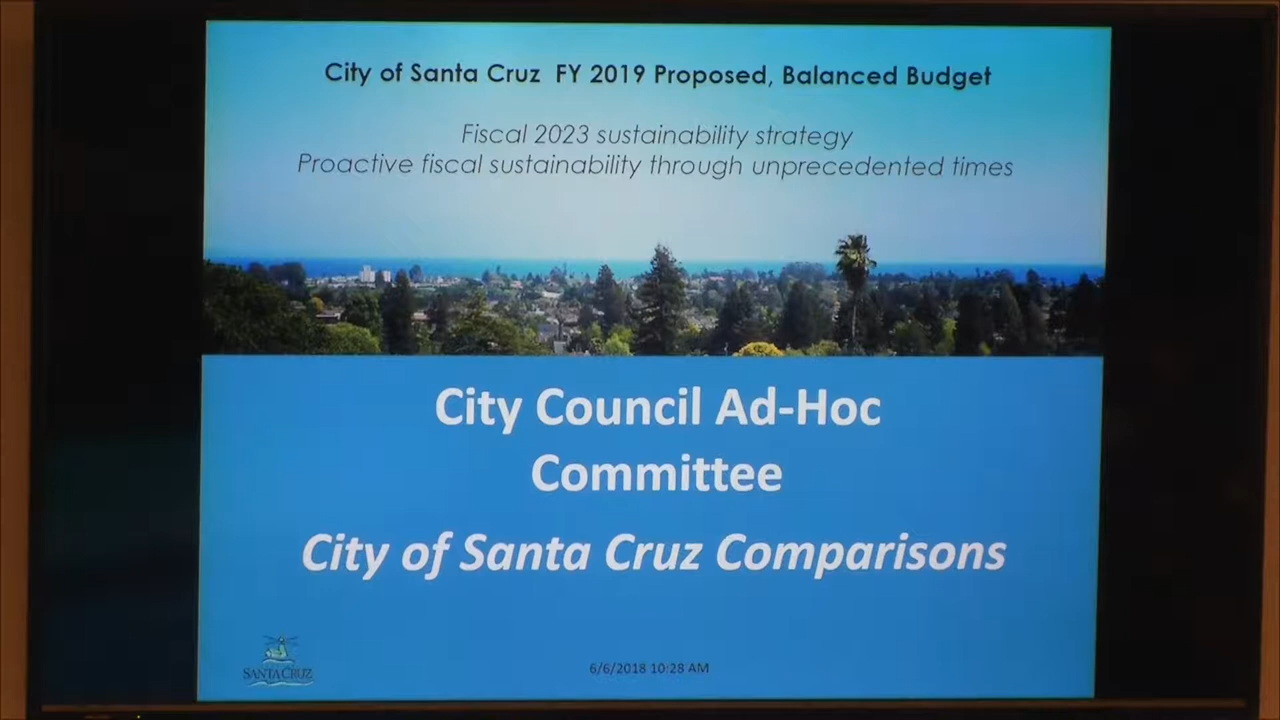 City of Santa Cruz FY 2019 Proposed, Balanced Budget
Fiscal 2023 sustainability strategy
Proactive fiscal sustainability through unprecedented times
City Council Ad-Hoc
Committee
City of Santa Cruz Comparisons
SANTA CRUZ
6/6/2018 10:28 AM